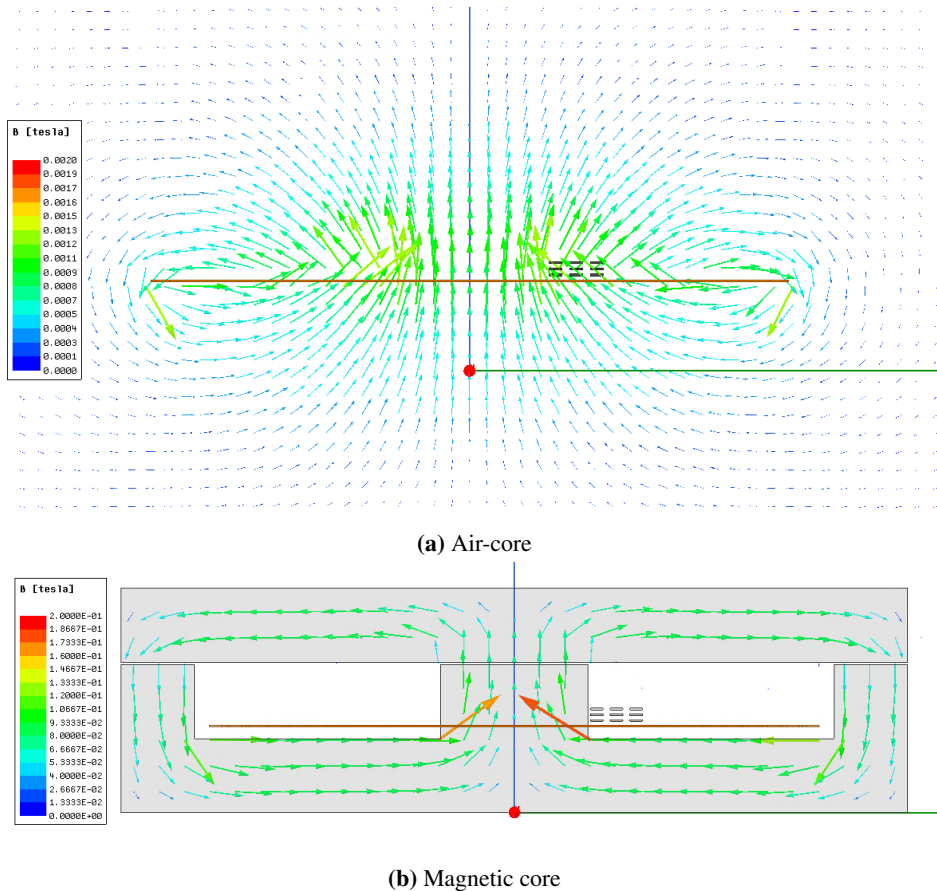 B [tesla]
0.0020
0.0019
0.0017
0.0016
0.0015
0.0013
0.0012
0.0011
0.0009
0.0008
0.0007
0.0005
0.0004
0.0003
0.0001
0.0000
(a) Air-core
B [tesla]
2.0000E-01
1.8667E-01
1.7333E-01
1.6000E-01
1.4667E-01
1.3333E-01
1.2000E-01
1.0667E-01
9.3333E-02
8.0000E-02
6.6667E-02
5.3333E-02
4.0000E-02
2.6667E-02
1.3333E-02
0.0000E+00
(b) Magnetic core